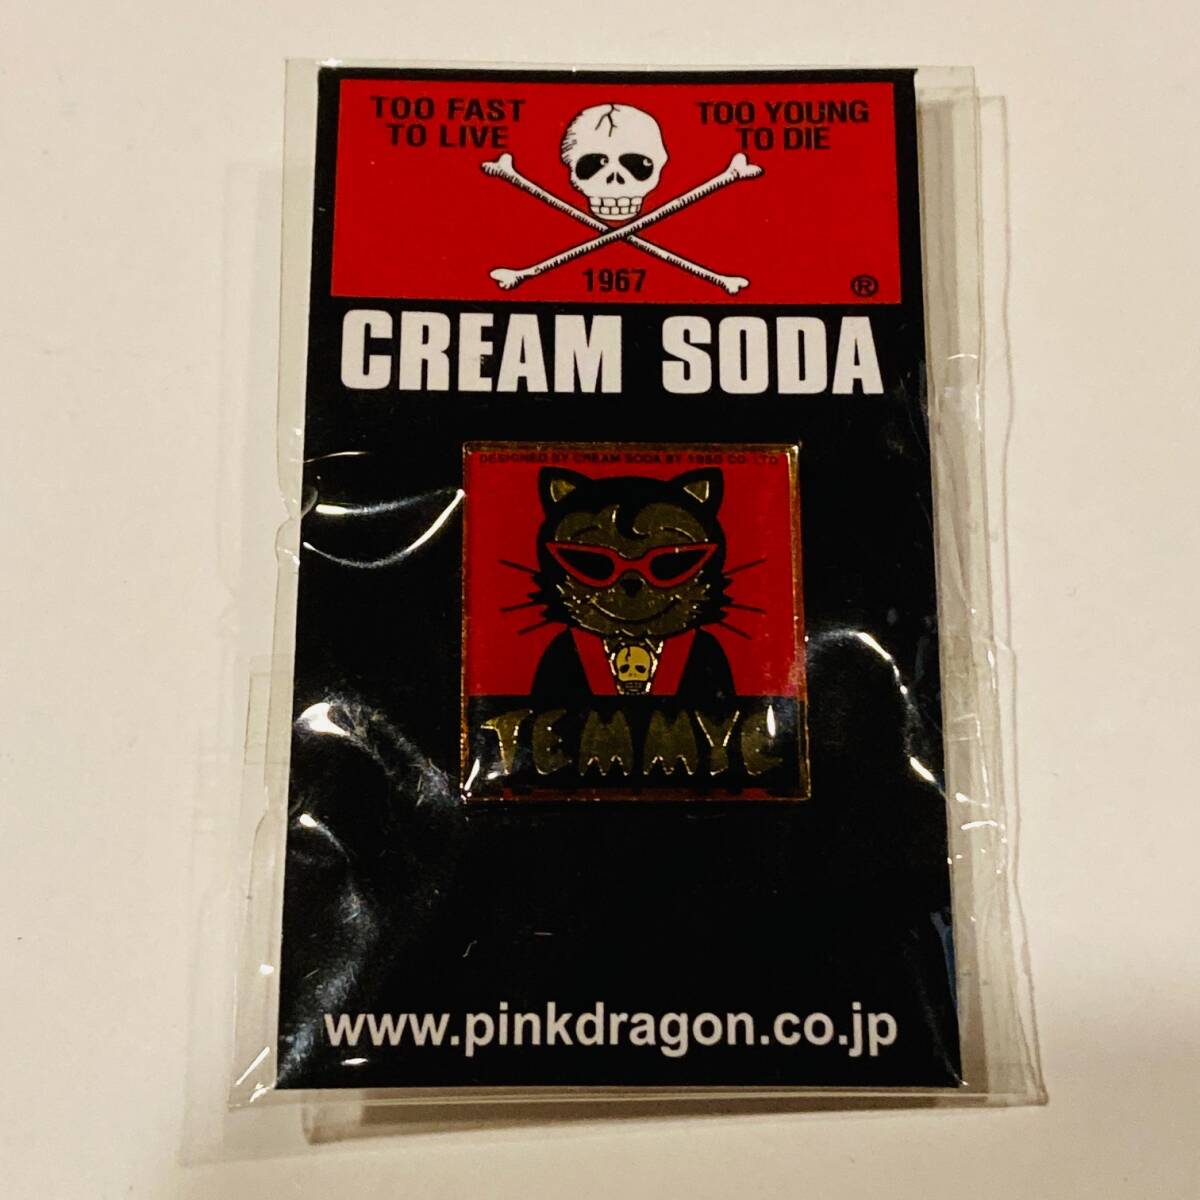 TOO FAST
TO LIVE
TOO YOUNG
TO DIE
1967
®
CREAM SODA
DESIGNED BY CREAM SODA BY 1950 CO. LTD
TEMMYC
www.pinkdragon.co.jp